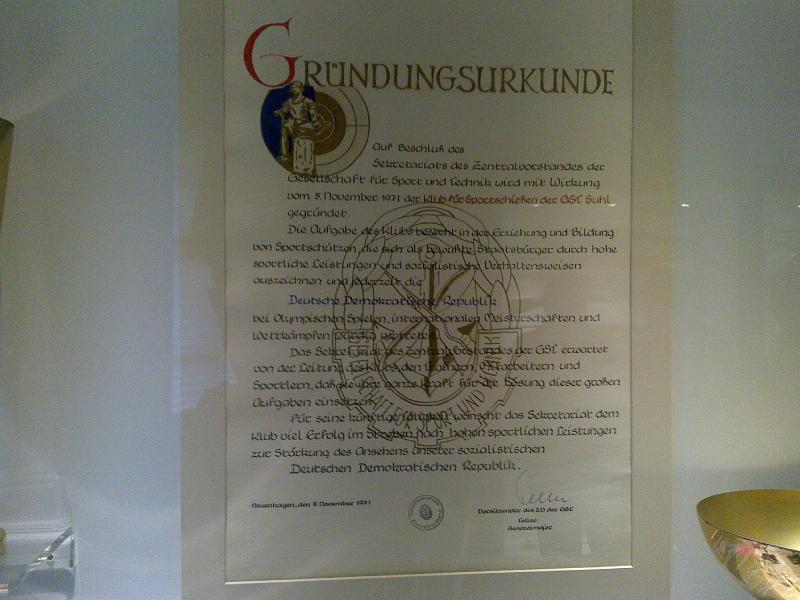 GRÜNDUNGSURKUNDE
Auf Beschluß des
Sekretariats des Zentralvorstandes der
Gesellschaft für Sport und Technik wird mit Wirkung
vom 5. November 1971 der Klub für Sportschießen der GST Suhl
gegründet.
Die Aufgabe des Klubs besteht in der Erziehung und Bildung
von Sportschützen, die sich als bewußte Staatsbürger durch hohe
sportliche Leistungen und sozialistische Verhaltensweisen
auszeichnen und jederzeit die
Deutsche Demokratische Republik
bei Olympischen Spielen, internationalen Meisterschaften und
Wettkämpfen würdig vertreten.
Das Sekretariat des Zentralvorstandes der GST erwartet
von der Leitung des Klubs, den Trainern, Mitarbeitern und
Sportlern, daß sie ihre ganze Kraft für die Lösung dieser großen
Aufgaben einsetzen.
Für seine künftige Tätigkeit wünscht das Sekretariat dem
Klub viel Erfolg im Streben nach hohen sportlichen Leistungen
zur Stärkung des Ansehens unserer sozialistischen
Deutschen Demokratischen Republik.
Neuenhagen, den 5. November 1971
Teller
Vorsitzender des ZV der GST
Teller
Generalmajor
GESELLSCHAFT FÜR SPORT UND TECHNIK